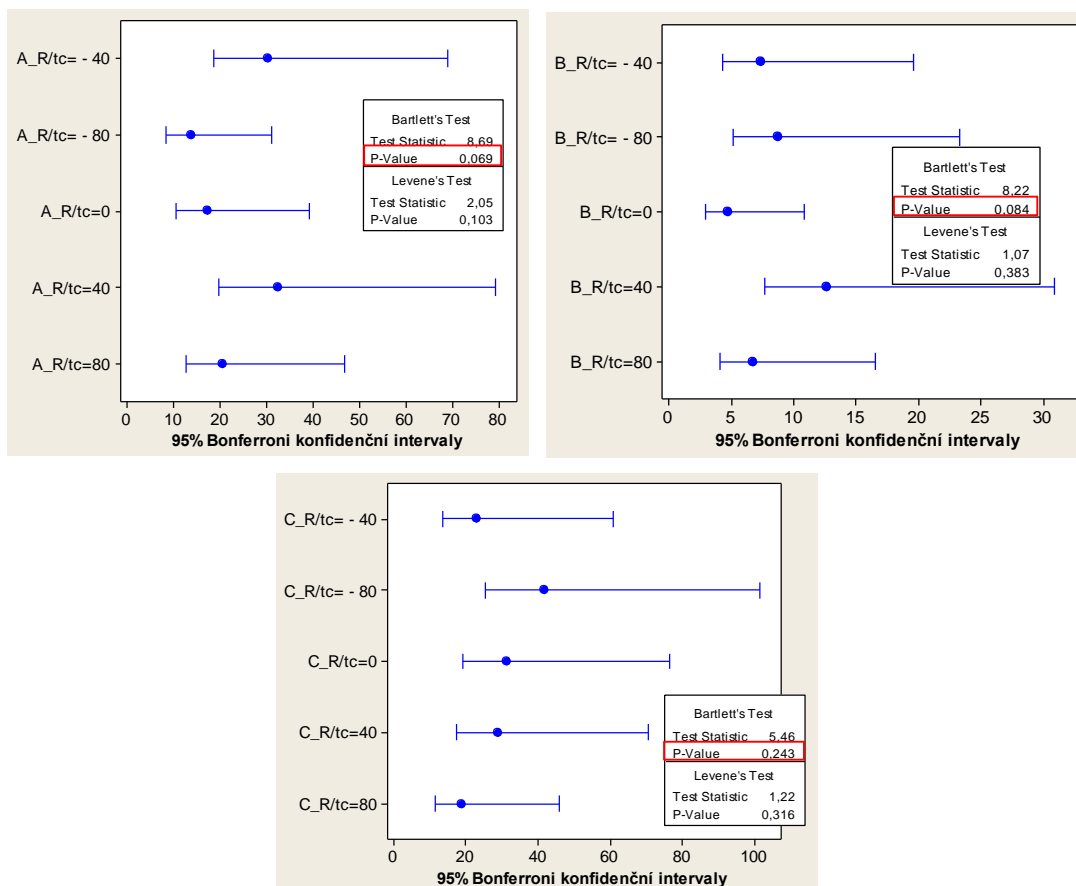 A_R/tc= - 40
A_R/tc= - 80
A_R/tc=0
A_R/tc=40
A_R/tc=80
Bartlett's Test
Test Statistic 8,69
P-Value 0,069
Levene's Test
Test Statistic 2,05
P-Value 0,103
0 10 20 30 40 50 60 70 80
95% Bonferroni konfidenční intervaly
B_R/tc= - 40
B_R/tc= - 80
B_R/tc=0
B_R/tc=40
B_R/tc=80
Bartlett's Test
Test Statistic 8,22
P-Value 0,084
Levene's Test
Test Statistic 1,07
P-Value 0,383
0 5 10 15 20 25 30
95% Bonferroni konfidenční intervaly
C_R/tc= - 40
C_R/tc= - 80
C_R/tc=0
C_R/tc=40
C_R/tc=80
Bartlett's Test
Test Statistic 5,46
P-Value 0,243
Levene's Test
Test Statistic 1,22
P-Value 0,316
0 20 40 60 80 100
95% Bonferroni konfidenční intervaly